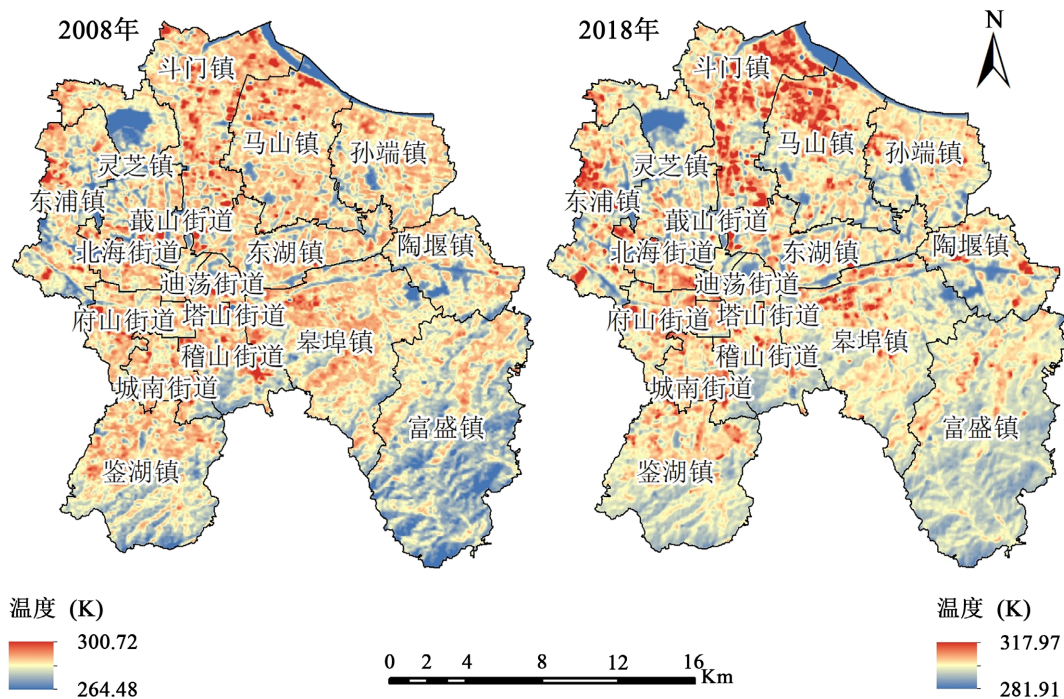 2008年
斗门镇
马山镇
孙端镇
灵芝镇
东浦镇
蕺山街道
北海街道
东湖镇
陶堰镇
迪荡街道
府山街道
塔山街道
皋埠镇
稽山街道
城南街道
富盛镇
鉴湖镇
温度 (K)
300.72
264.48
2018年
N
斗门镇
马山镇
孙端镇
灵芝镇
东浦镇
蕺山街道
北海街道
东湖镇
陶堰镇
迪荡街道
府山街道
塔山街道
皋埠镇
稽山街道
城南街道
富盛镇
鉴湖镇
0 2 4 8 12 16
Km
温度 (K)
317.97
281.91